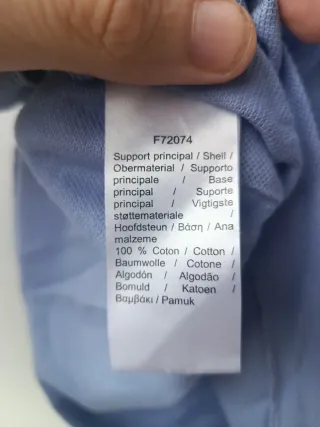 F72074
Support principal / Shell /
Obermaterial / Supporto
principale / Base
principal / Suporte
principal / Vigtigste
støttemateriale /
Hoofdsteun / Βάση / Ana
malzeme
100 % Coton / Cotton /
Baumwolle / Cotone /
Algodón / Algodão /
Bomuld / Katoen /
Βαμβάκι / Pamuk